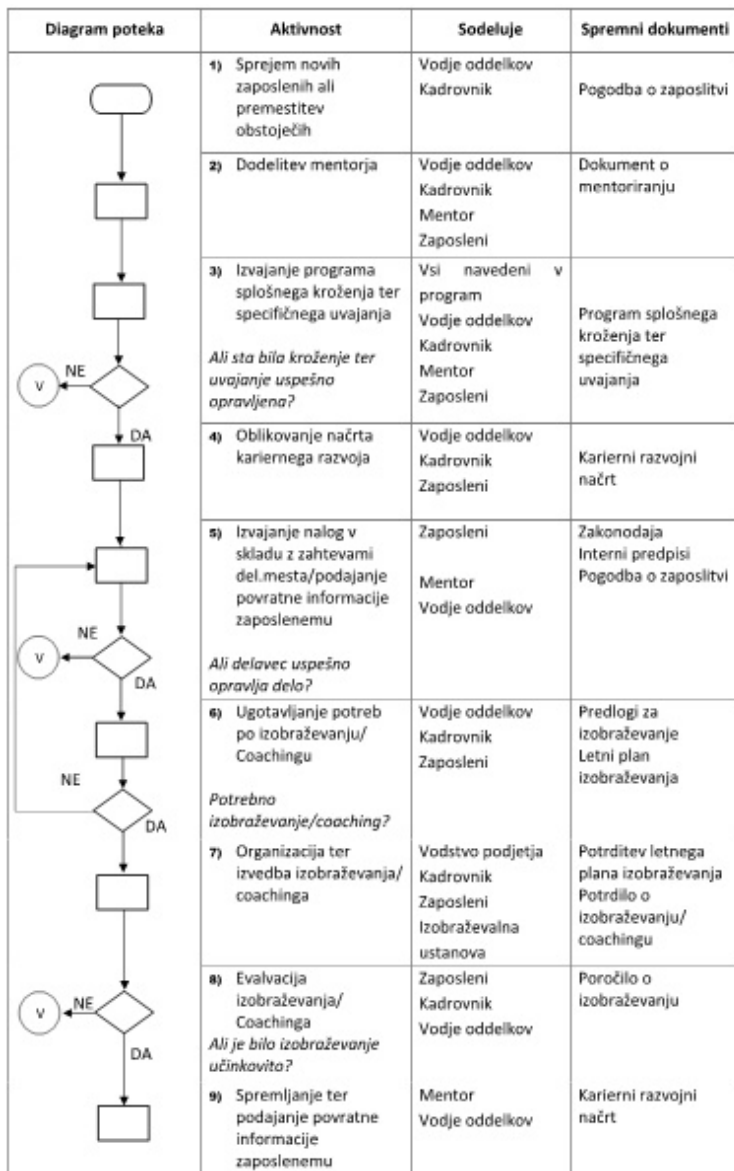 Diagram poteka
Aktivnost
Sodeluje
Spremni dokumenti
1) Sprejem novih
zaposlenih ali
premestitev
obstoječih
Vodje oddelkov
Kadrovnik
Pogodba o zaposlitvi
2) Dodelitev mentorja
Vodje oddelkov
Kadrovnik
Mentor
Zaposleni
Dokument o
mentoriranju
3) Izvajanje programa
splošnega kroženja ter
specifičnega uvajanja
Ali sta bila kroženje ter
uvajanje uspešno
opravljena?
Vsi navedeni v
program
Vodje oddelkov
Kadrovnik
Mentor
Zaposleni
Program splošnega
kroženja ter
specifičnega
uvajanja
NE
V
DA
4) Oblikovanje načrta
kariernega razvoja
Vodje oddelkov
Kadrovnik
Zaposleni
Karierni razvojni
načrt
5) Izvajanje nalog v
skladu z zahtevami
del.mesta/podajanje
povratne informacije
zaposlenemu
Ali delavec uspešno
opravlja delo?
Zaposleni
Mentor
Vodje oddelkov
Zakonodaja
Interni predpisi
Pogodba o zaposlitvi
NE
V
DA
6) Ugotavljanje potreb
po izobraževanju/
Coachingu
Potrebno
izobraževanje/coaching?
Vodje oddelkov
Kadrovnik
Zaposleni
Predlogi za
izobraževanje
Letni plan
izobraževanja
NE
DA
7) Organizacija ter
izvedba izobraževanja/
coachinga
Vodstvo podjetja
Kadrovnik
Zaposleni
Izobraževalna
ustanova
Potrditev letnega
plana izobraževanja
Potrdilo o
izobraževanju/
coachingu
8) Evalvacija
izobraževanja/
Coachinga
Ali je bilo izobraževanje
učinkovito?
Zaposleni
Kadrovnik
Vodje oddelkov
Poročilo o
izobraževanju
NE
V
DA
9) Spremljanje ter
podajanje povratne
informacije
zaposlenemu
Mentor
Vodje oddelkov
Karierni razvojni
načrt